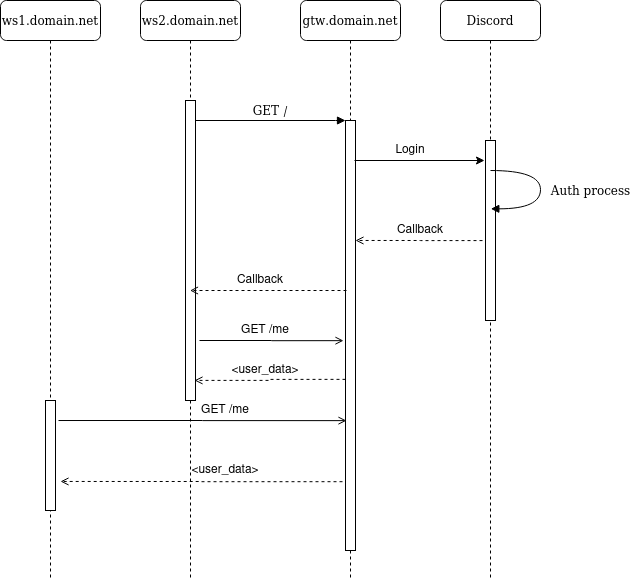 ws1.domain.net
ws2.domain.net
gtw.domain.net
Discord
GET /
Login
Auth process
Callback
Callback
GET /me
<user_data>
GET /me
<user_data>